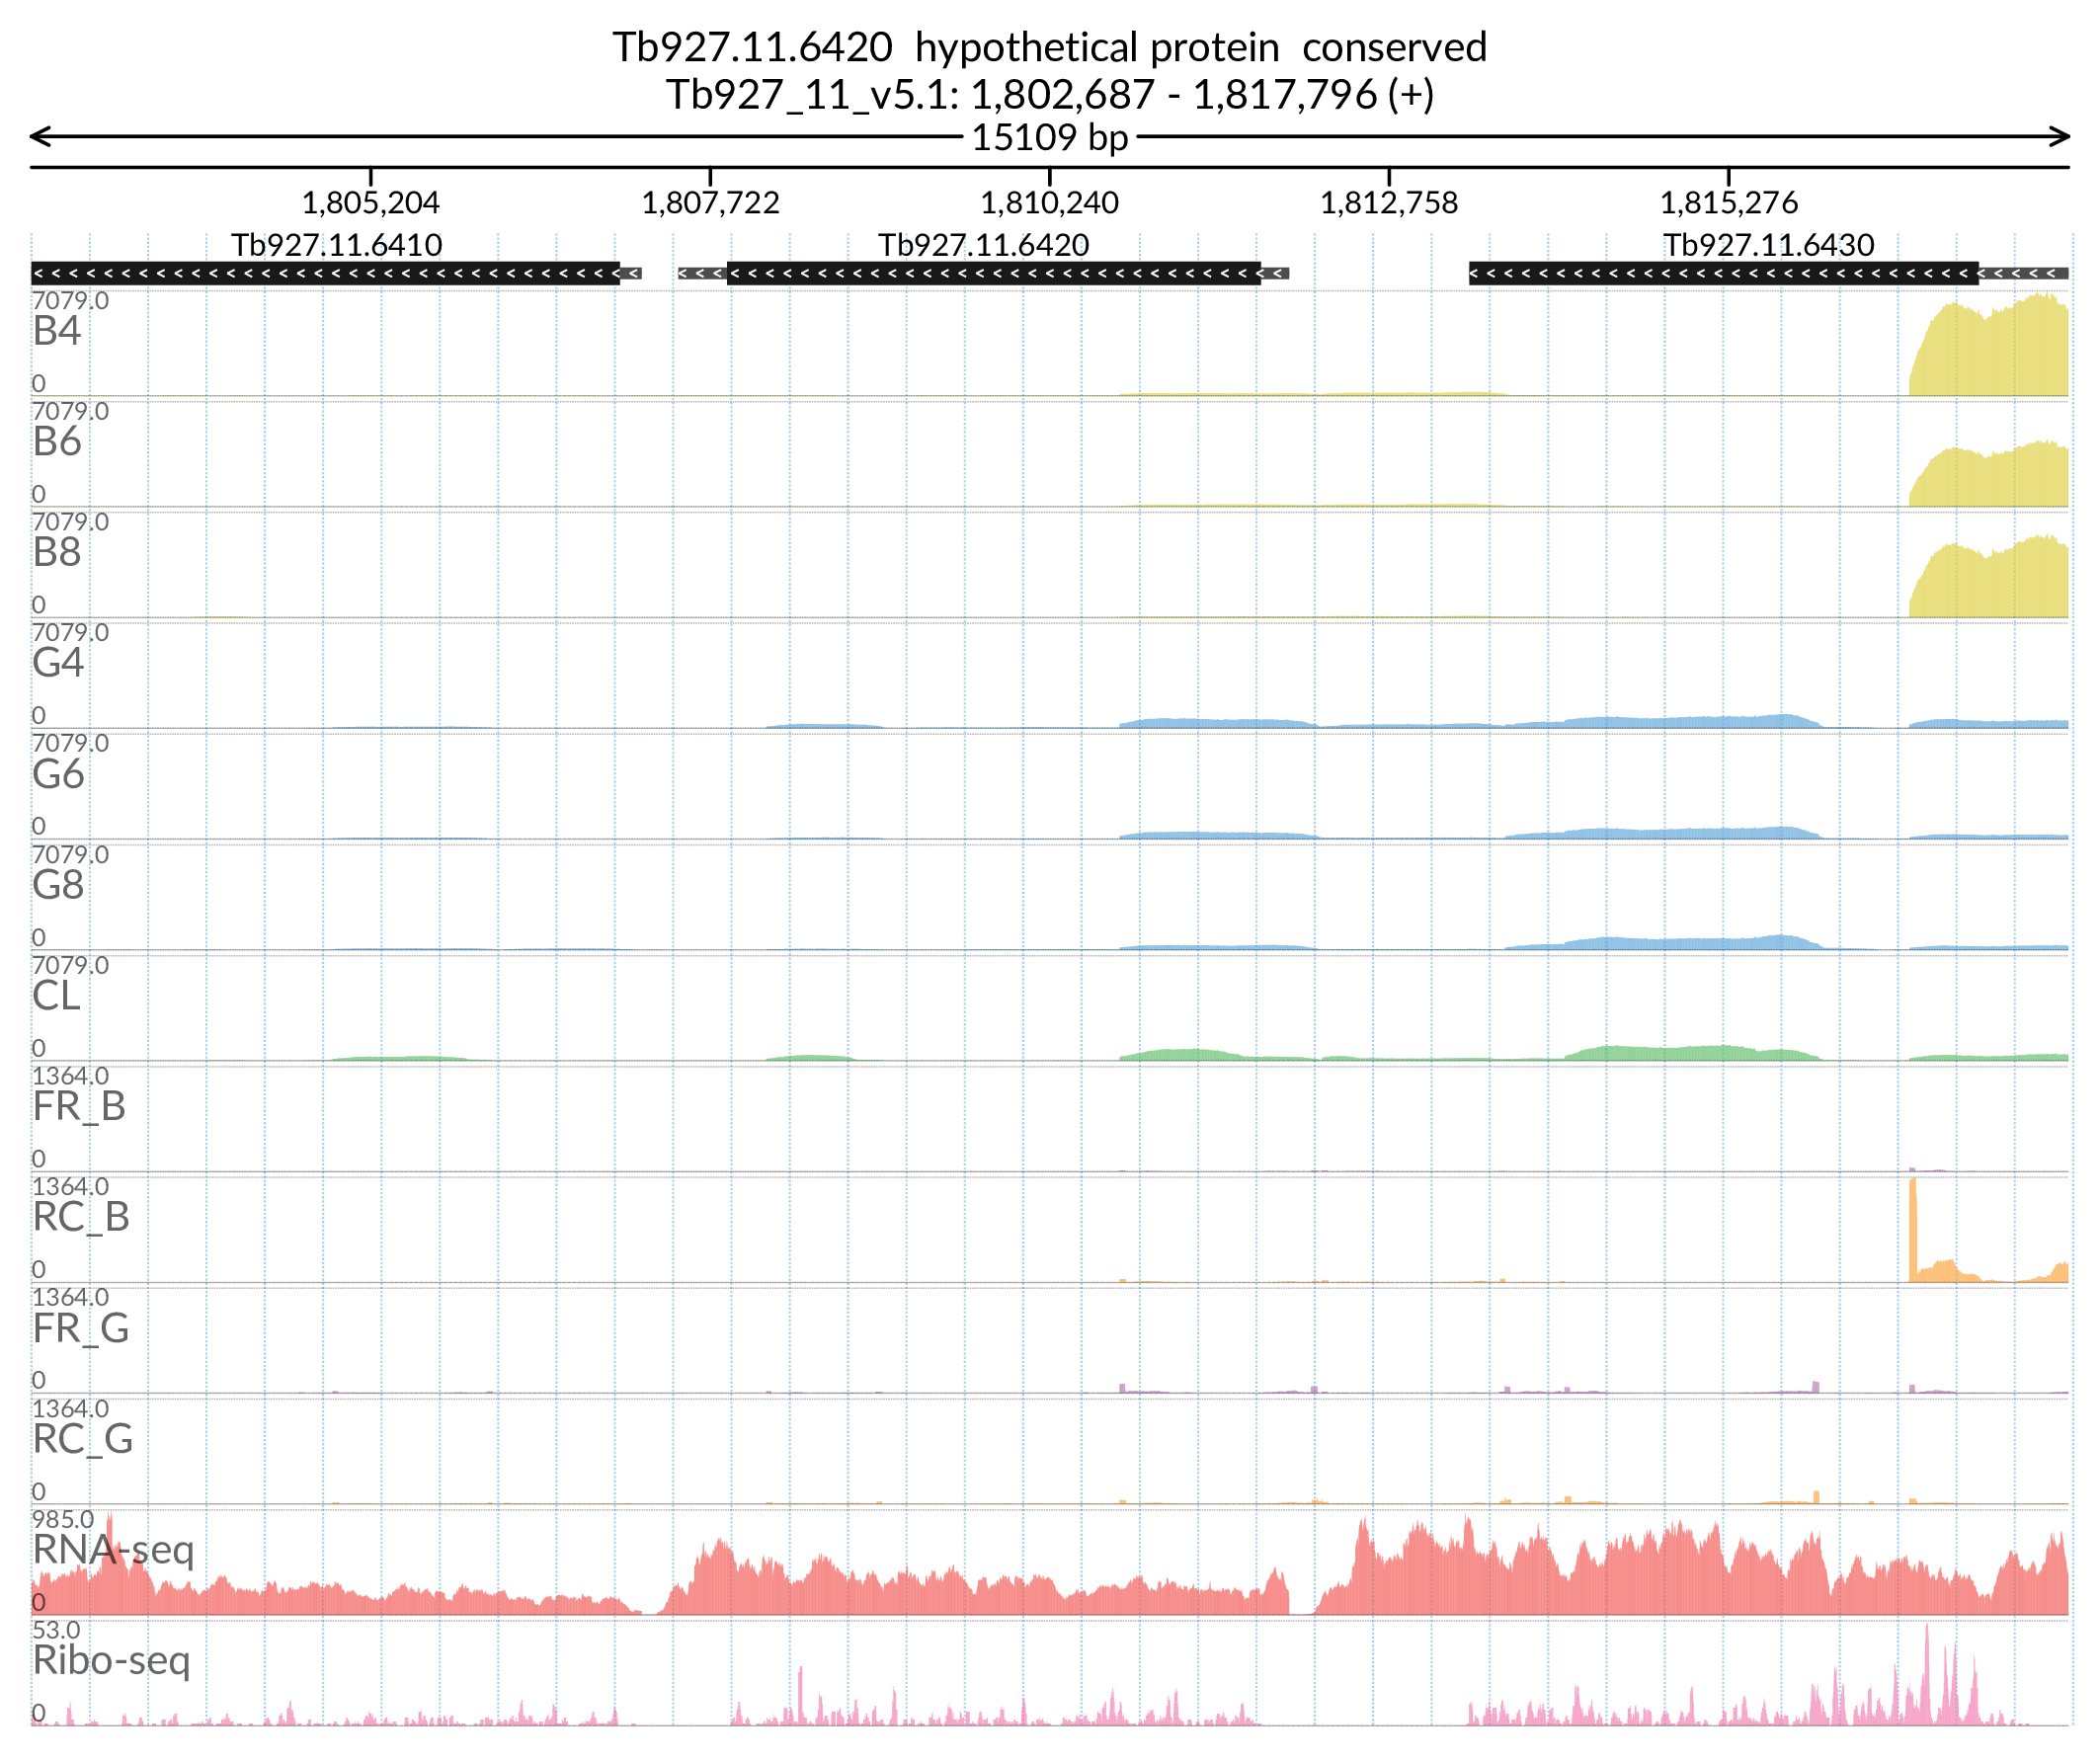 Tb927.11.6420  hypothetical protein  conserved
Tb927_11_v5.1: 1,802,687 - 1,817,796 (+)
15109 bp
1,805,204 1,807,722 1,810,240 1,812,758 1,815,276
Tb927.11.6410 Tb927.11.6420 Tb927.11.6430
7079.0
B4
0
7079.0
B6
0
7079.0
B8
0
7079.0
G4
0
7079.0
G6
0
7079.0
G8
0
7079.0
CL
0
1364.0
FR_B
0
1364.0
RC_B
0
1364.0
FR_G
0
1364.0
RC_G
0
985.0
RNA-seq
0
53.0
Ribo-seq
0